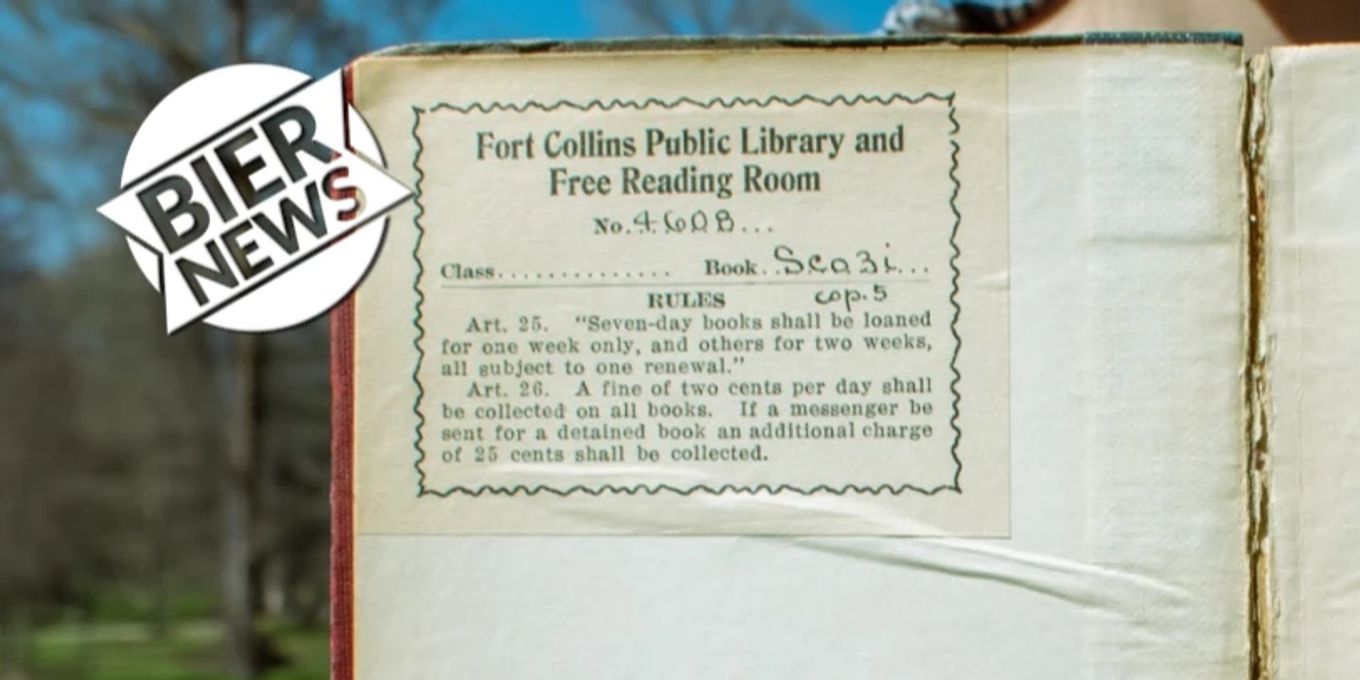 BIER
NEWS
Fort Collins Public Library and
Free Reading Room
No. 4608...
Class.............. Book..Sco3i...
RULES cop.5
Art. 25. "Seven-day books shall be loaned
for one week only, and others for two weeks,
all subject to one renewal."
Art. 26. A fine of two cents per day shall
be collected on all books. If a messenger be
sent for a detained book an additional charge
of 25 cents shall be collected.